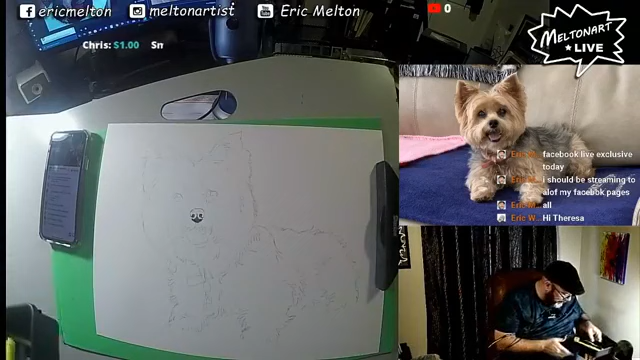 ericmelton
meltonartist
Eric Melton
0
MELTONART
LIVE
Chris: $1.00
Eric M... facebook live exclusive
today
Eric M... i should be streaming to
alof my facebok pages
Eric M... all
Eric W... Hi Theresa